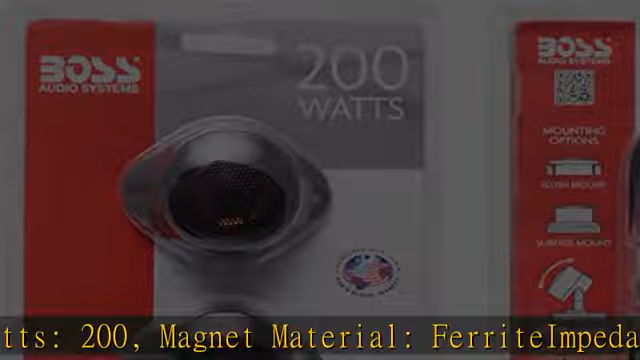 BOSS
AUDIO SYSTEMS
200
WATTS
BOSS
AUDIO SYSTEMS
MOUNTING
OPTIONS
FLUSH MOUNT
SURFACE MOUNT
tts: 200, Magnet Material: FerriteImpeda